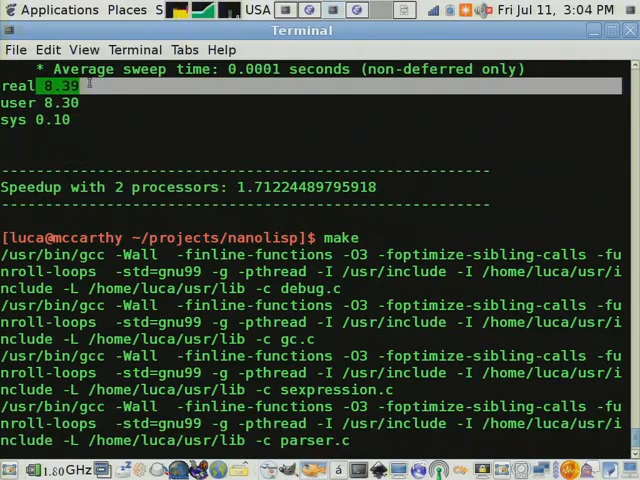 Applications Places S USA Fri Jul 11, 3:04 PM
Terminal
File Edit View Terminal Tabs Help
* Average sweep time: 0.0001 seconds (non-deferred only)
real 8.39
user 8.30
sys 0.10
----------------------------------------------------------
Speedup with 2 processors: 1.71224489795918
----------------------------------------------------------
[luca@mccarthy ~/projects/nanolisp]$ make
/usr/bin/gcc -Wall -finline-functions -O3 -foptimize-sibling-calls -fu
nroll-loops -std=gnu99 -g -pthread -I /usr/include -I /home/luca/usr/i
nclude -L /home/luca/usr/lib -c debug.c
/usr/bin/gcc -Wall -finline-functions -O3 -foptimize-sibling-calls -fu
nroll-loops -std=gnu99 -g -pthread -I /usr/include -I /home/luca/usr/i
nclude -L /home/luca/usr/lib -c gc.c
/usr/bin/gcc -Wall -finline-functions -O3 -foptimize-sibling-calls -fu
nroll-loops -std=gnu99 -g -pthread -I /usr/include -I /home/luca/usr/i
nclude -L /home/luca/usr/lib -c sexpression.c
/usr/bin/gcc -Wall -finline-functions -O3 -foptimize-sibling-calls -fu
nroll-loops -std=gnu99 -g -pthread -I /usr/include -I /home/luca/usr/i
nclude -L /home/luca/usr/lib -c parser.c
1.80 GHz á